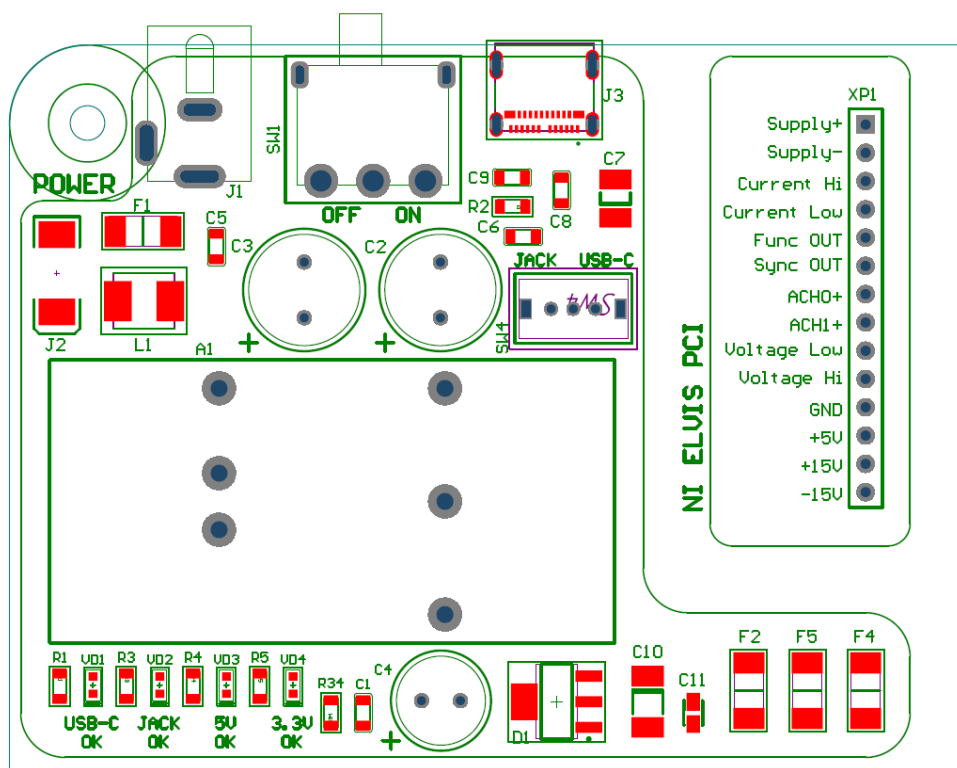 XP1
J3
Supply+
SW1
Supply-
C7
C9
Current Hi
POWER
J1
F1
OFF
ON
R2
C8
Current Low
C5
C3
C2
C6
Func OUT
JACK
USB-C
Sync OUT
SW4
ACH0+
SW4
ACH1+
J2
L1
A1
Voltage Low
Voltage Hi
NI ELVIS PCI
GND
+5V
+15V
-15V
F2
F5
F4
R1
VD1
R3
VD2
R4
VD3
R5
VD4
C4
C10
R34
C1
C11
USB-C
OK
JACK
OK
5V
OK
3.3V
OK
D1